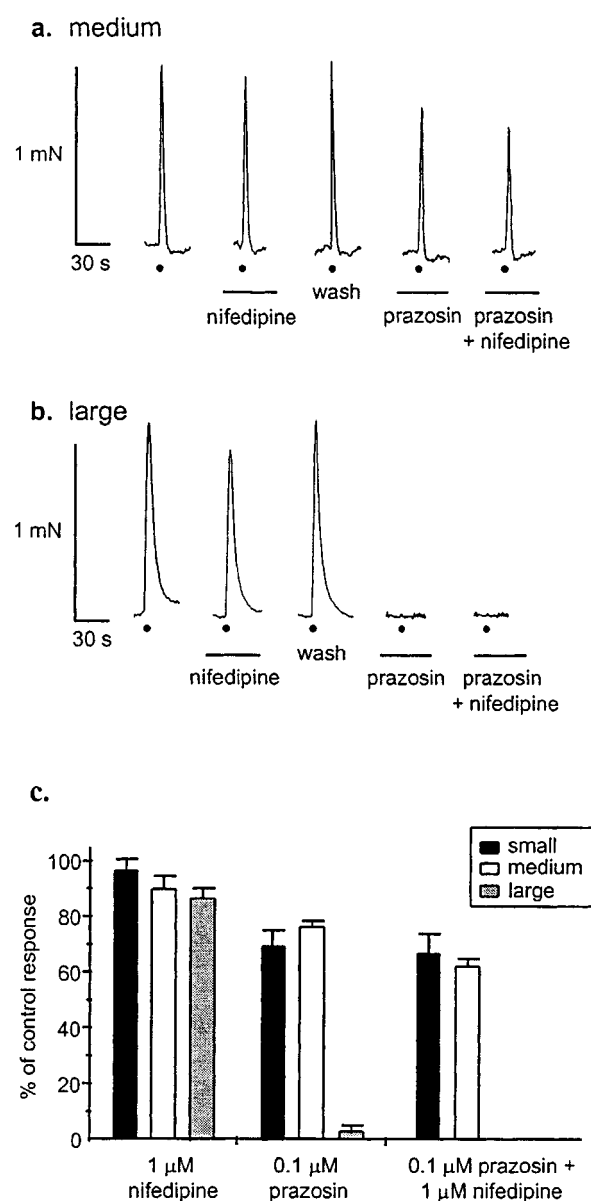 a. medium
1 mN
30 s
wash
nifedipine
prazosin
prazosin
+ nifedipine
b. large
1 mN
30 s
wash
nifedipine
prazosin
prazosin
+ nifedipine
c.
small
medium
large
% of control response
100
80
60
40
20
0
1 µM
nifedipine
0.1 µM
prazosin
0.1 µM prazosin +
1 µM nifedipine